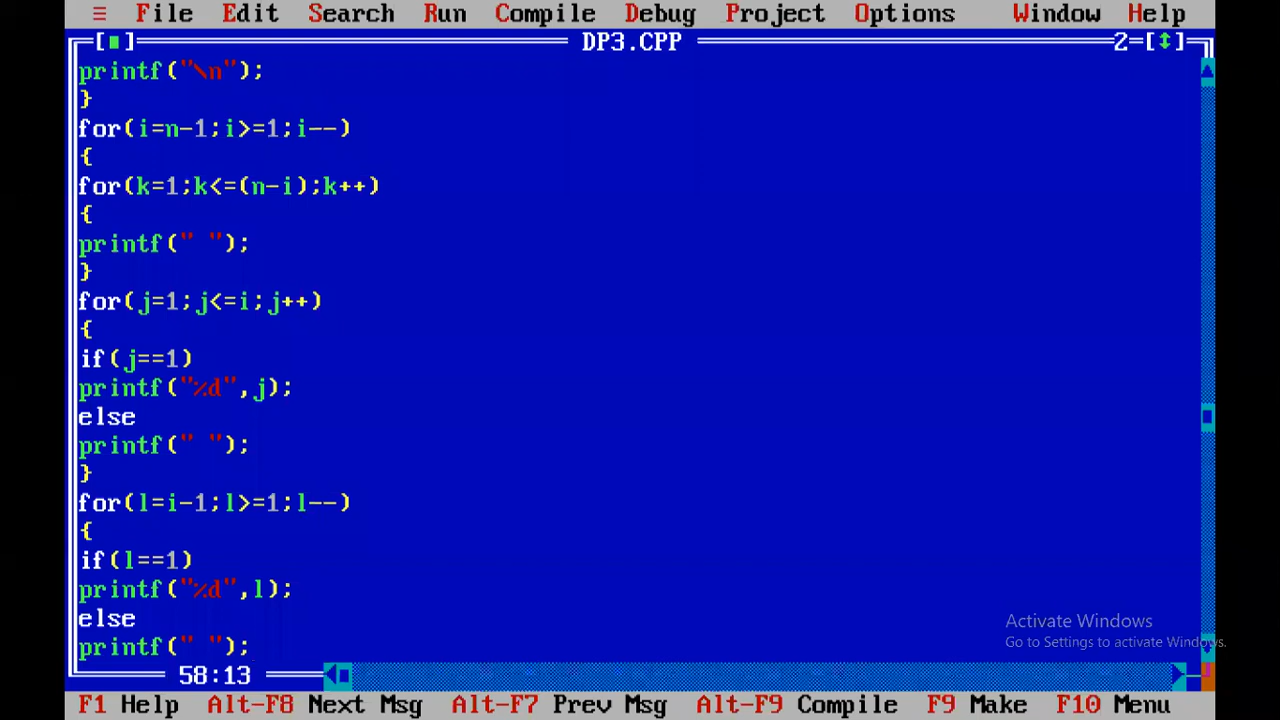 ≡ File Edit Search Run Compile Debug Project Options Window Help
[■] DP3.CPP 2=[↕]
printf("\n");
}
for(i=n-1;i>=1;i--)
{
for(k=1;k<=(n-i);k++)
{
printf(" ");
}
for(j=1;j<=i;j++)
{
if(j==1)
printf("%d",j);
else
printf(" ");
}
for(l=i-1;l>=1;l--)
{
if(l==1)
printf("%d",l);
else
printf(" ");
Activate Windows
Go to Settings to activate Windows.
58:13
F1 Help Alt-F8 Next Msg Alt-F7 Prev Msg Alt-F9 Compile F9 Make F10 Menu